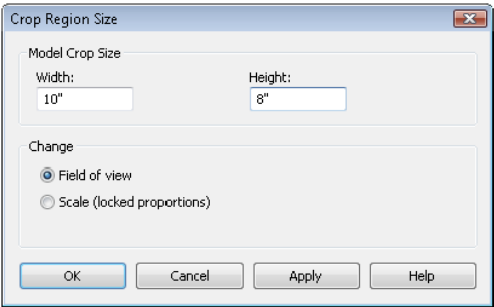 Crop Region Size
Model Crop Size
Width: Height:
10" 8"
Change
Field of view
Scale (locked proportions)
OK Cancel Apply Help